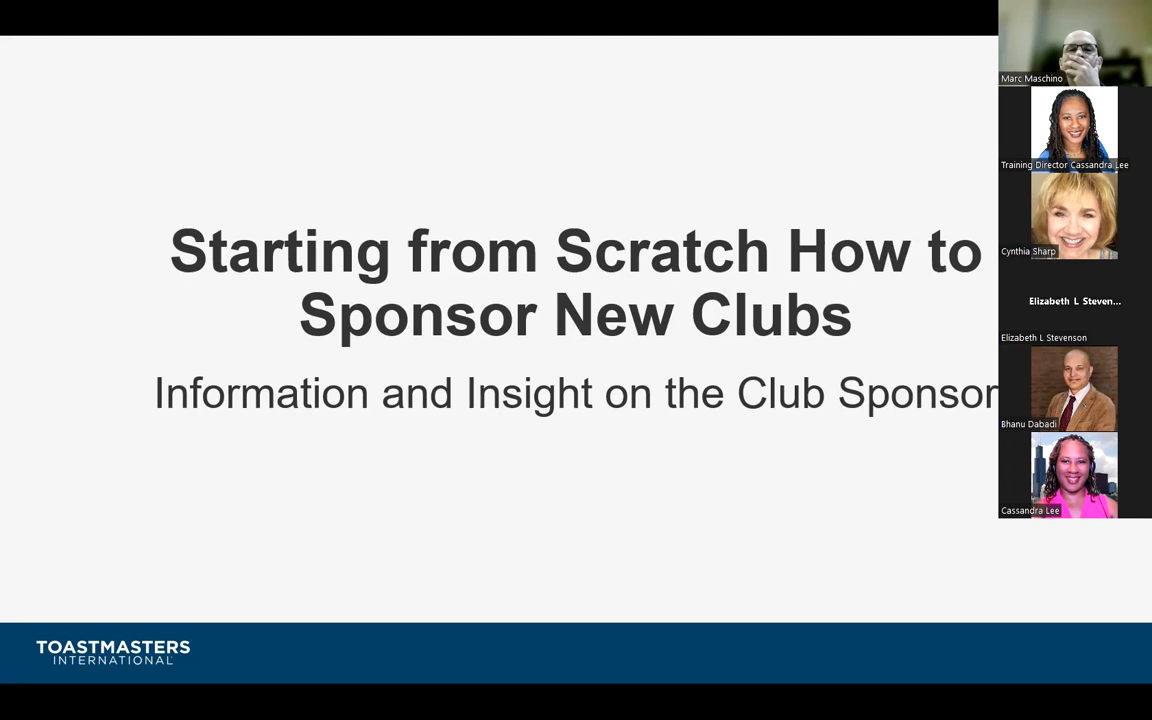 Marc Maschino
Training Director Cassandra Lee
Starting from Scratch How to
Sponsor New Clubs
Information and Insight on the Club Sponsor
Cynthia Sharp
Elizabeth L Steven...
Elizabeth L Stevenson
Bhanu Dabadi
Cassandra Lee
TOASTMASTERS
INTERNATIONAL